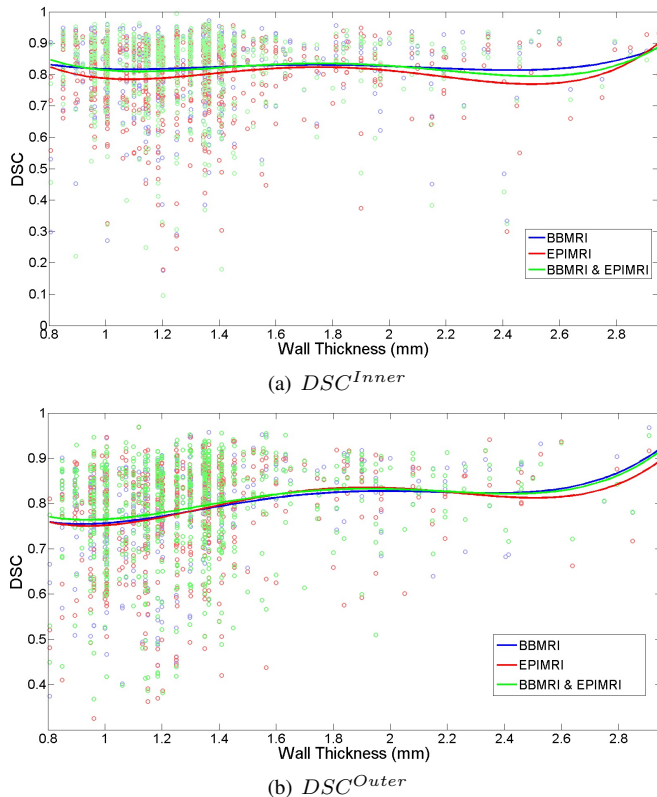 1
0.9
0.8
0.7
0.6
0.5
0.4
0.3
0.2
0.1
0
DSC
BBMRI
EPIMRI
BBMRI & EPIMRI
0.8 1 1.2 1.4 1.6 1.8 2 2.2 2.4 2.6 2.8
Wall Thickness (mm)
(a) DSC^Inner
1
0.9
0.8
0.7
0.6
0.5
0.4
DSC
BBMRI
EPIMRI
BBMRI & EPIMRI
0.8 1 1.2 1.4 1.6 1.8 2 2.2 2.4 2.6 2.8
Wall Thickness (mm)
(b) DSC^Outer